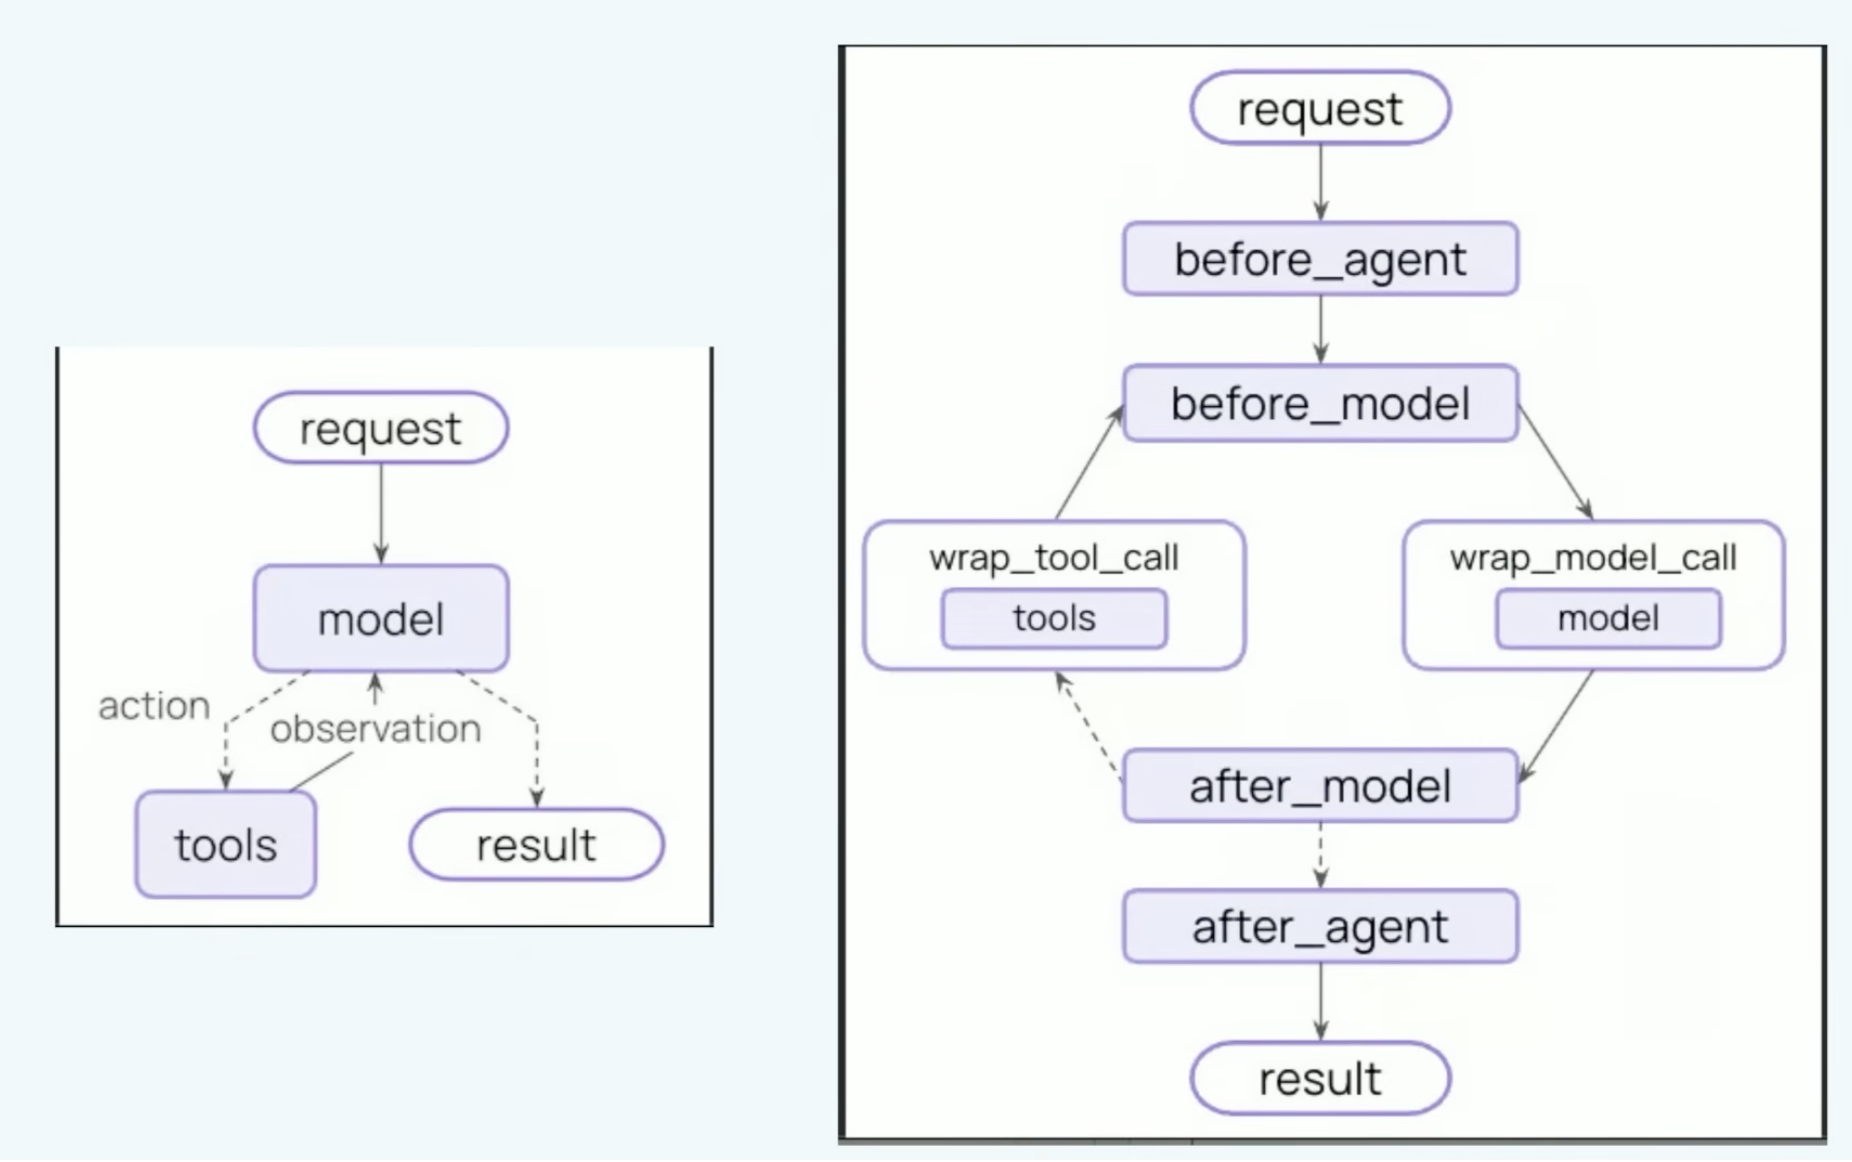 request
model
action
observation
tools
result
request
before_agent
before_model
wrap_tool_call
tools
wrap_model_call
model
after_model
after_agent
result